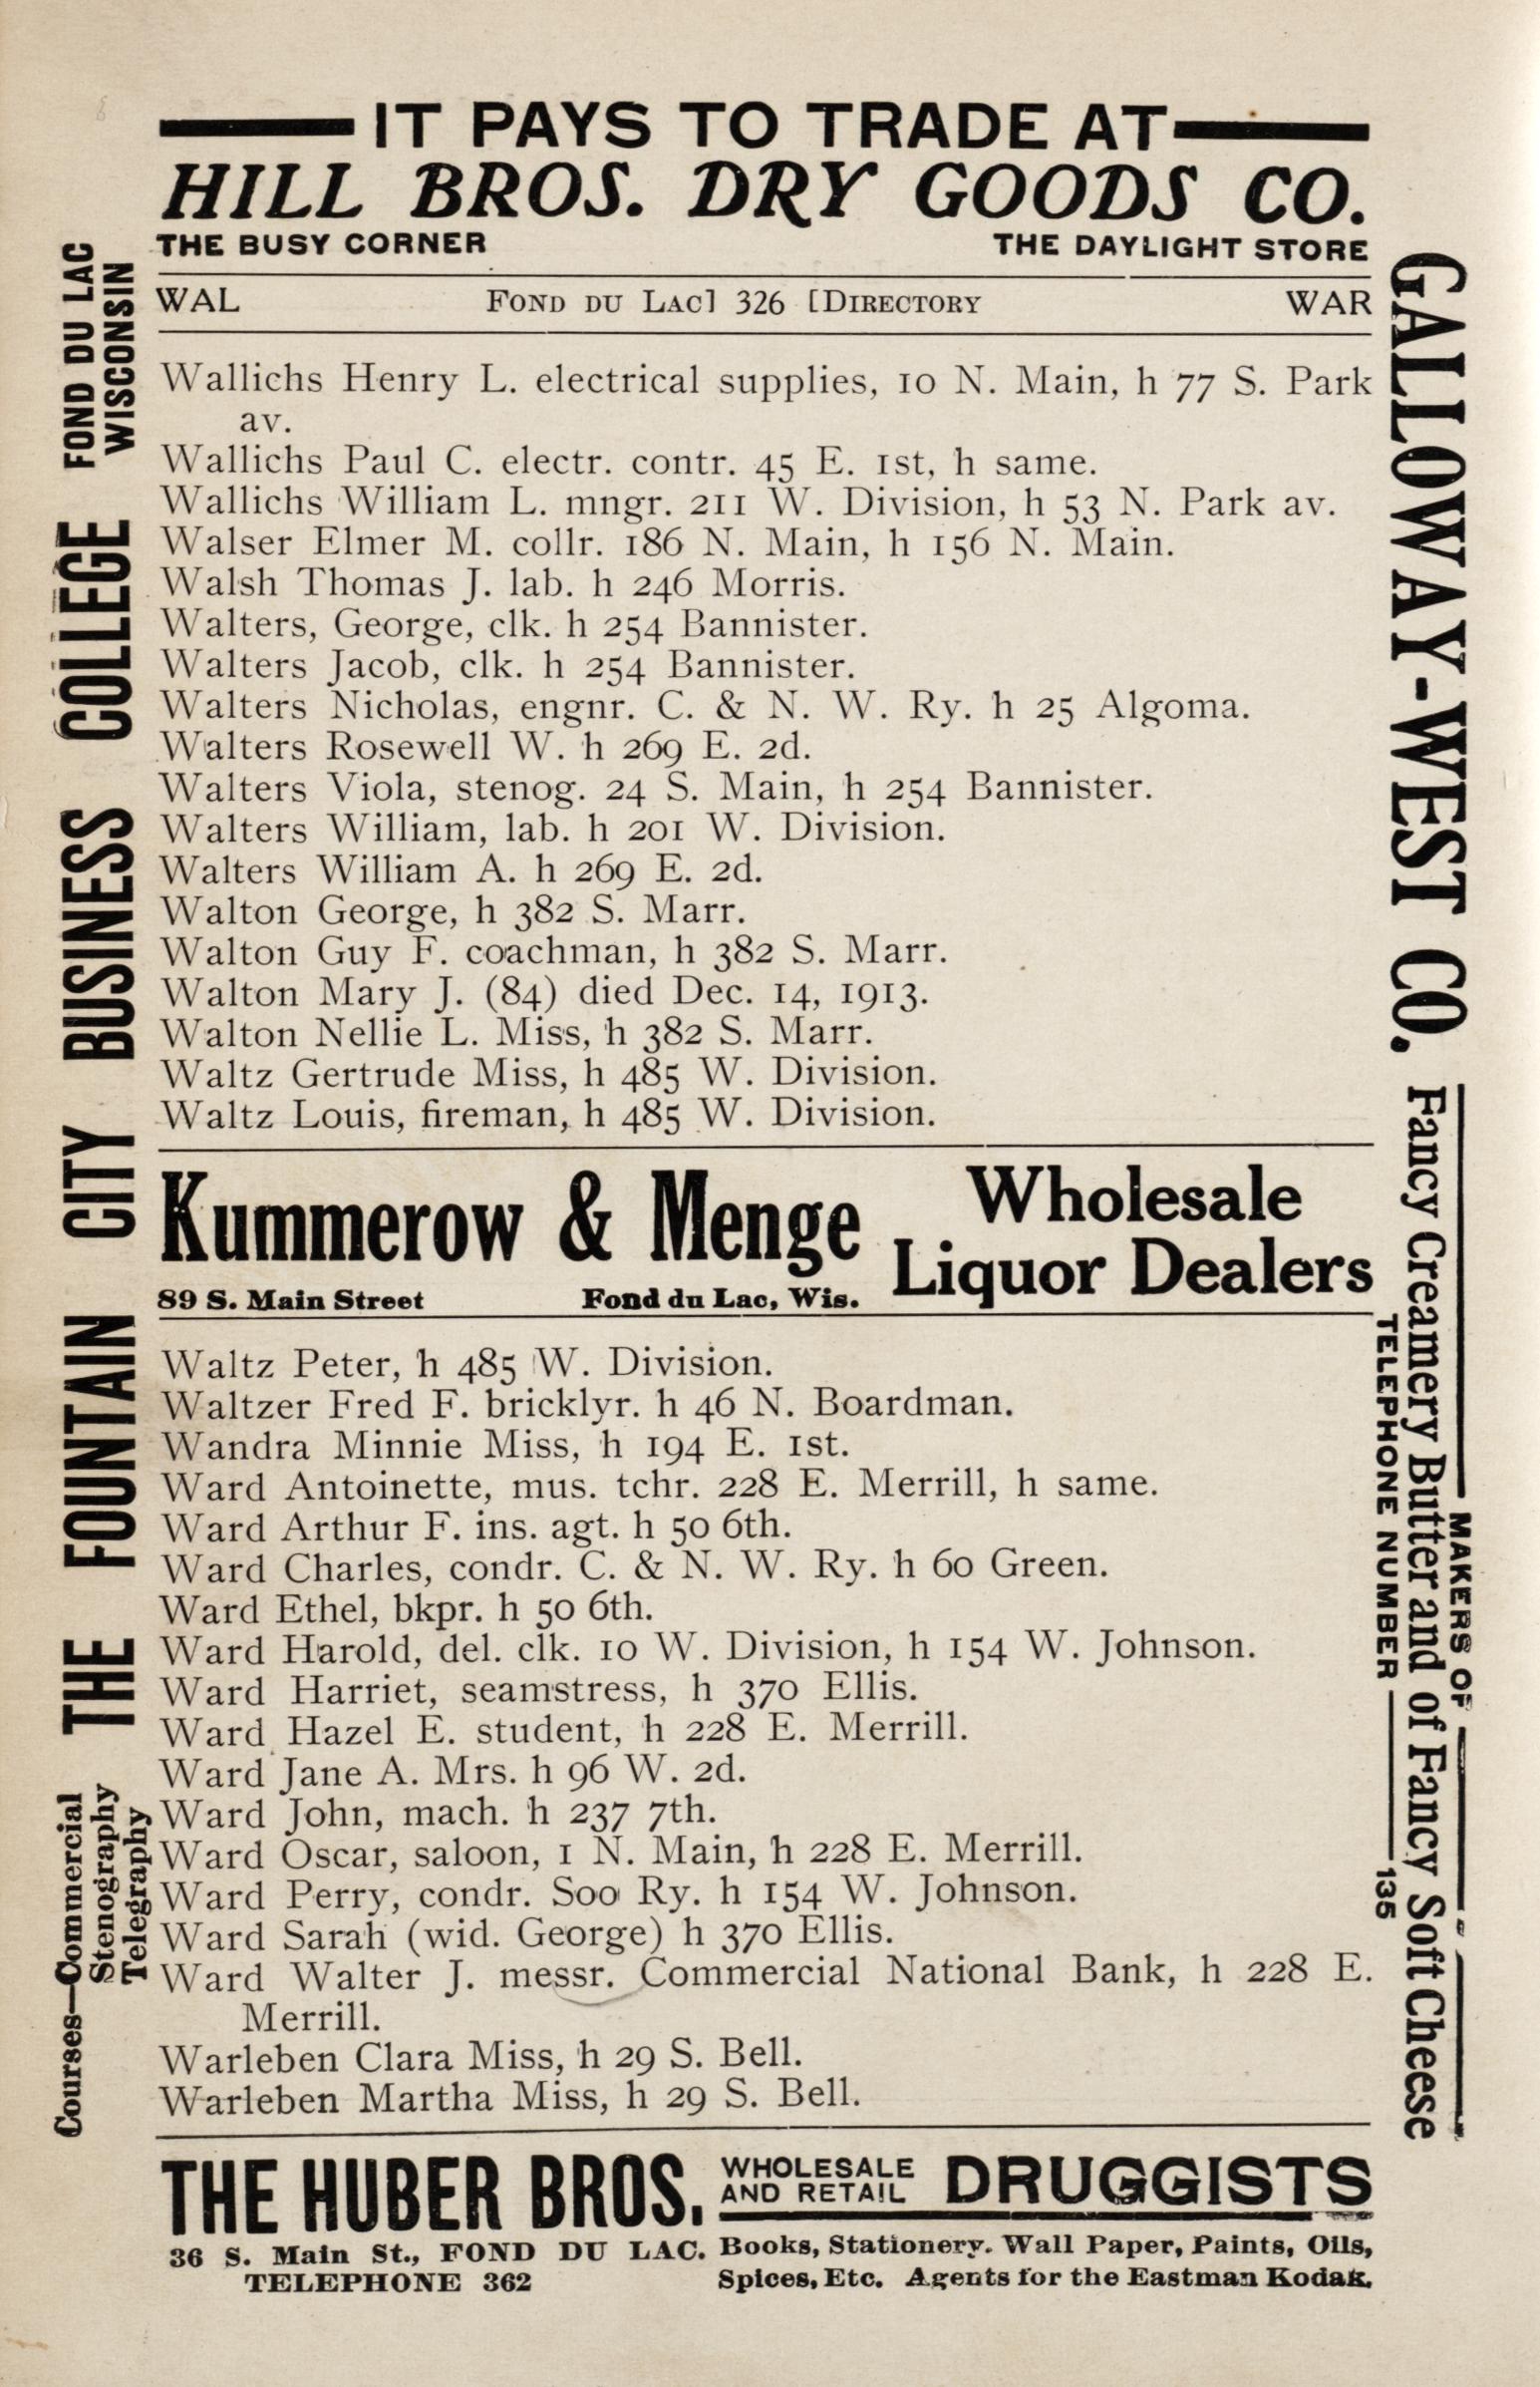 IT PAYS TO TRADE AT
HILL BROS. DRY GOODS CO.
THE BUSY CORNER THE DAYLIGHT STORE
WAL FOND DU LAC] 326 [DIRECTORY WAR
Wallichs Henry L. electrical supplies, 10 N. Main, h 77 S. Park
av.
Wallichs Paul C. electr. contr. 45 E. 1st, h same.
Wallichs William L. mngr. 211 W. Division, h 53 N. Park av.
Walser Elmer M. collr. 186 N. Main, h 156 N. Main.
Walsh Thomas J. lab. h 246 Morris.
Walters, George, clk. h 254 Bannister.
Walters Jacob, clk. h 254 Bannister.
Walters Nicholas, engnr. C. & N. W. Ry. h 25 Algoma.
Walters Rosewell W. h 269 E. 2d.
Walters Viola, stenog. 24 S. Main, h 254 Bannister.
Walters William, lab. h 201 W. Division.
Walters William A. h 269 E. 2d.
Walton George, h 382 S. Marr.
Walton Guy F. coachman, h 382 S. Marr.
Walton Mary J. (84) died Dec. 14, 1913.
Walton Nellie L. Miss, h 382 S. Marr.
Waltz Gertrude Miss, h 485 W. Division.
Waltz Louis, fireman, h 485 W. Division.
Kummerow & Menge Wholesale
Liquor Dealers
89 S. Main Street Fond du Lac, Wis.
Waltz Peter, h 485 W. Division.
Waltzer Fred F. bricklyr. h 46 N. Boardman.
Wandra Minnie Miss, h 194 E. 1st.
Ward Antoinette, mus. tchr. 228 E. Merrill, h same.
Ward Arthur F. ins. agt. h 50 6th.
Ward Charles, condr. C. & N. W. Ry. h 60 Green.
Ward Ethel, bkpr. h 50 6th.
Ward Harold, del. clk. 10 W. Division, h 154 W. Johnson.
Ward Harriet, seamstress, h 370 Ellis.
Ward Hazel E. student, h 228 E. Merrill.
Ward Jane A. Mrs. h 96 W. 2d.
Ward John, mach. h 237 7th.
Ward Oscar, saloon, 1 N. Main, h 228 E. Merrill.
Ward Perry, condr. Soo Ry. h 154 W. Johnson.
Ward Sarah (wid. George) h 370 Ellis.
Ward Walter J. messr. Commercial National Bank, h 228 E.
Merrill.
Warleben Clara Miss, h 29 S. Bell.
Warleben Martha Miss, h 29 S. Bell.
THE HUBER BROS. WHOLESALE
AND RETAIL DRUGGISTS
36 S. Main St., FOND DU LAC.
TELEPHONE 362
Books, Stationery. Wall Paper, Paints, Oils,
Spices, Etc. Agents for the Eastman Kodak.
THE FOUNTAIN CITY BUSINESS COLLEGE
FOND DU LAC
WISCONSIN
Courses—Commercial
Stenography
Telegraphy
GALLOWAY-WEST CO.
MAKERS OF
Fancy Creamery Butter and of Fancy Soft Cheese
TELEPHONE NUMBER 135